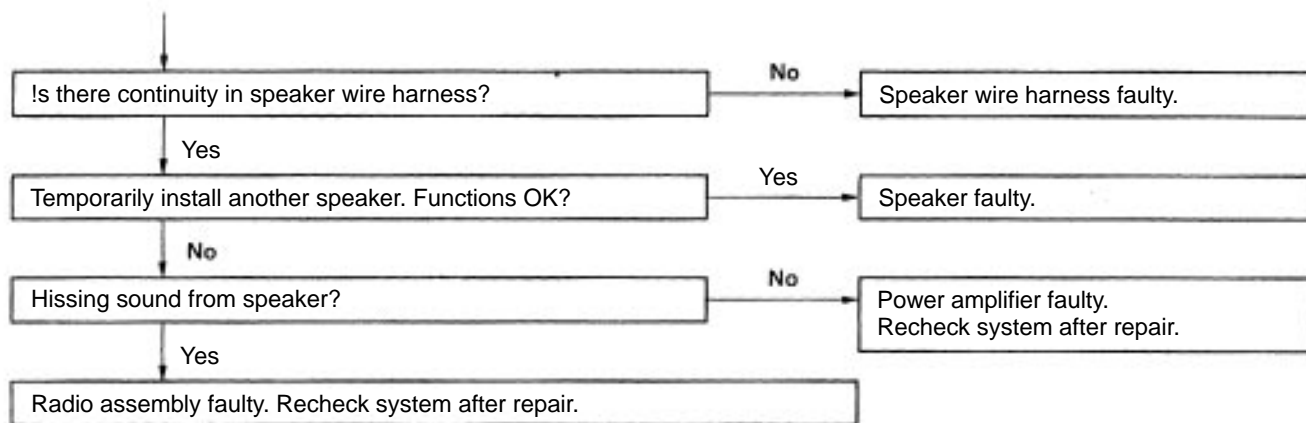 !s there continuity in speaker wire harness?
No
Speaker wire harness faulty.
Yes
Temporarily install another speaker. Functions OK?
Yes
Speaker faulty.
No
Hissing sound from speaker?
No
Power amplifier faulty.
Recheck system after repair.
Yes
Radio assembly faulty. Recheck system after repair.